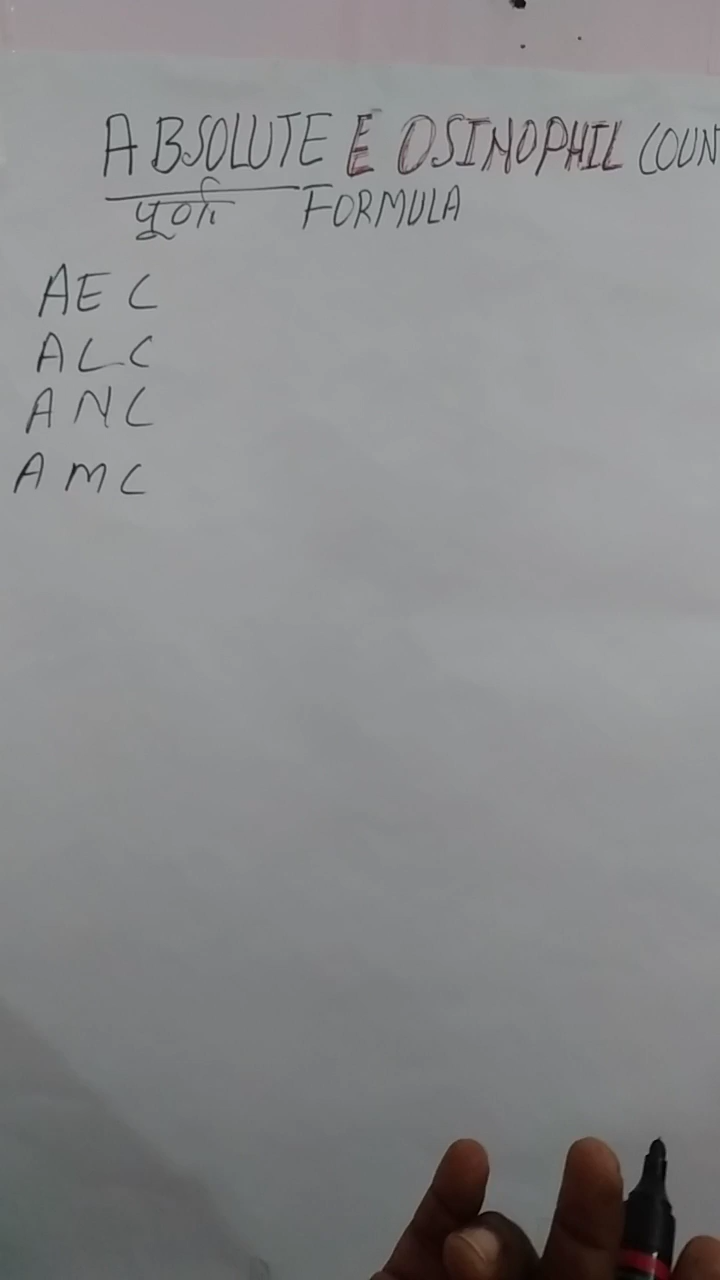 ABSOLUTE EOSINOPHIL COUN
पूर्ण FORMULA
AEC
ALC
ANC
AMC